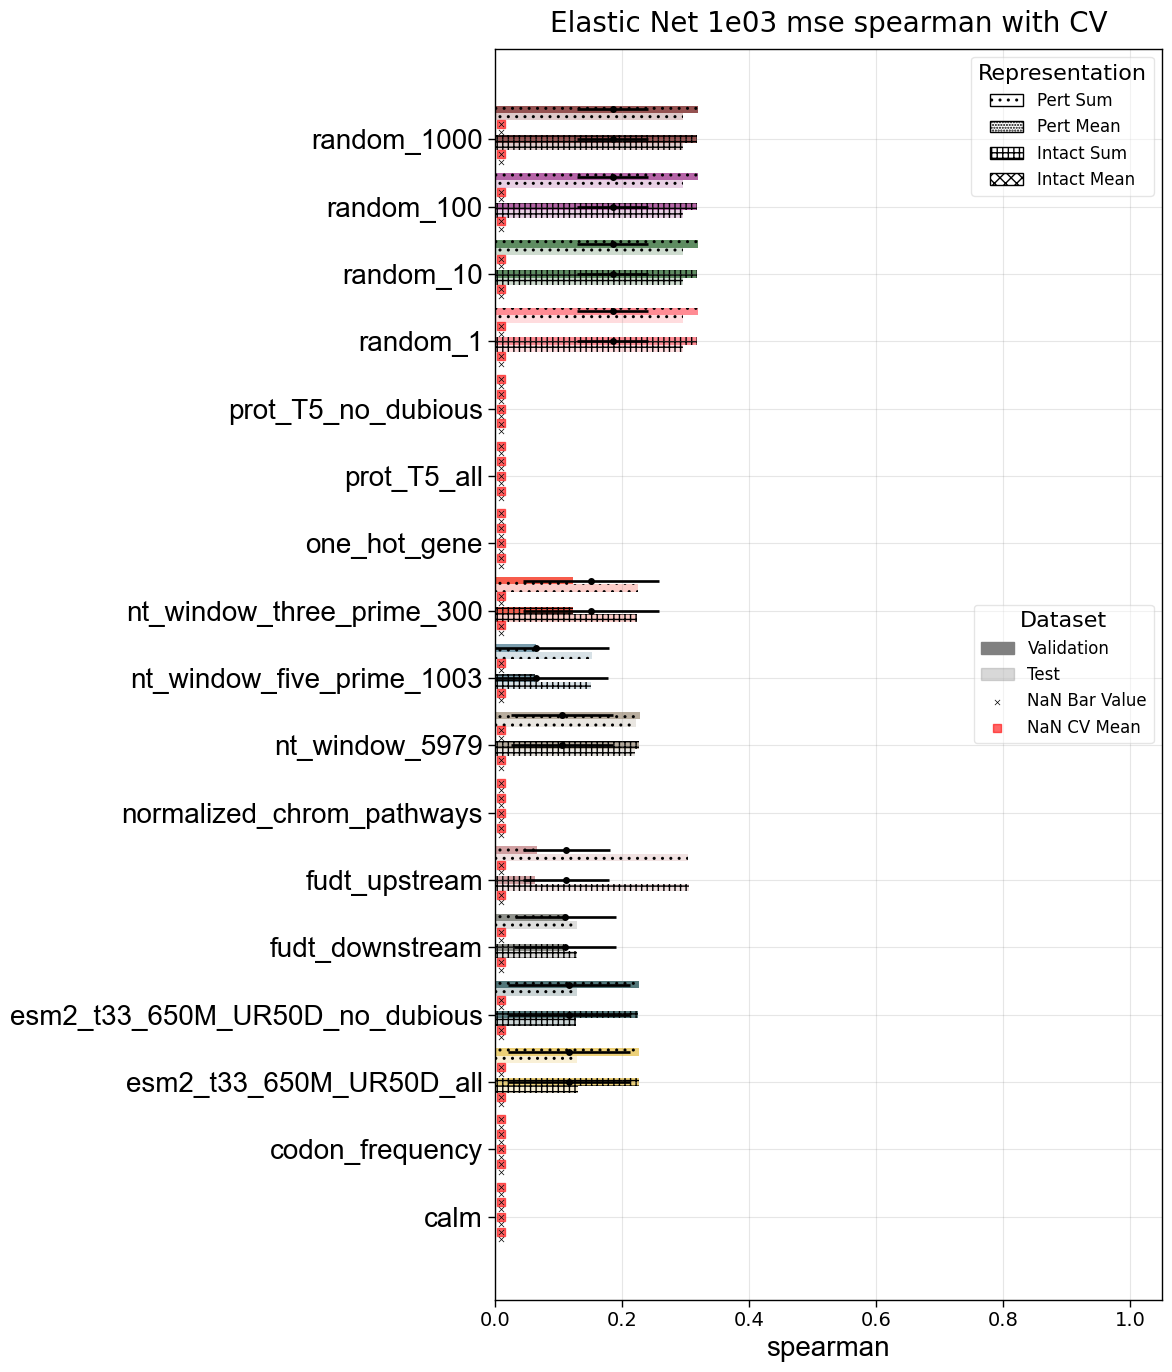 Elastic Net 1e03 mse spearman with CV
Representation
Pert Sum
Pert Mean
Intact Sum
Intact Mean
random_1000
random_100
random_10
random_1
prot_T5_no_dubious
prot_T5_all
one_hot_gene
nt_window_three_prime_300
nt_window_five_prime_1003
nt_window_5979
normalized_chrom_pathways
fudt_upstream
fudt_downstream
esm2_t33_650M_UR50D_no_dubious
esm2_t33_650M_UR50D_all
codon_frequency
calm
Dataset
Validation
Test
NaN Bar Value
NaN CV Mean
0.0 0.2 0.4 0.6 0.8 1.0
spearman